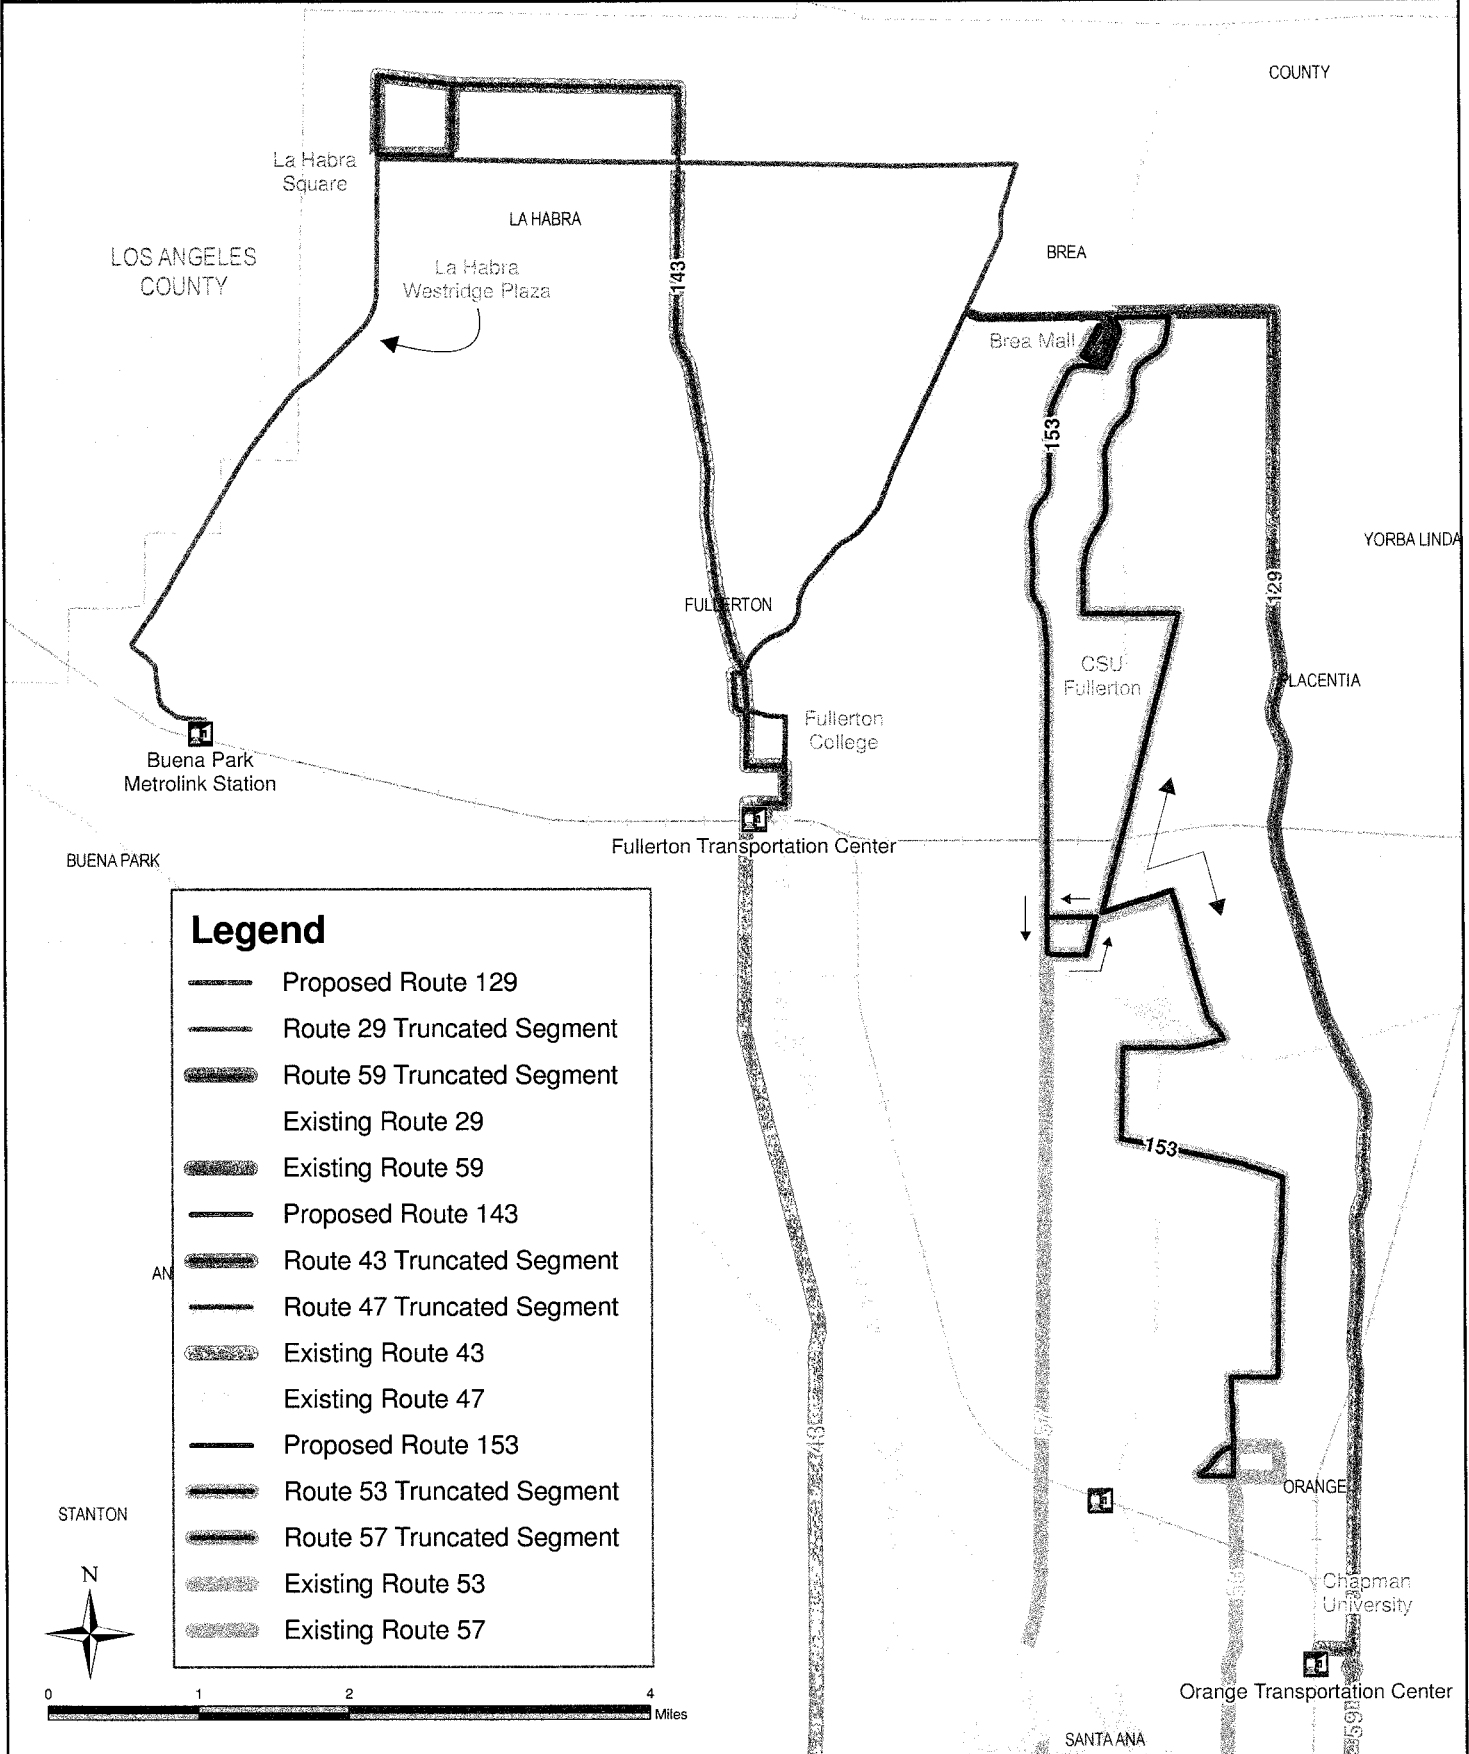 COUNTY
La Habra
Square
LA HABRA
LOS ANGELES
COUNTY
La Habra
Westridge Plaza
143
BREA
Brea Mall
153
129
YORBA LINDA
FULLERTON
CSU
Fullerton
PLACENTIA
Fullerton
College
Buena Park
Metrolink Station
Fullerton Transportation Center
BUENA PARK
Legend
Proposed Route 129
Route 29 Truncated Segment
Route 59 Truncated Segment
Existing Route 29
Existing Route 59
Proposed Route 143
Route 43 Truncated Segment
Route 47 Truncated Segment
Existing Route 43
Existing Route 47
Proposed Route 153
Route 53 Truncated Segment
Route 57 Truncated Segment
Existing Route 53
Existing Route 57
AN
153
43
57
ORANGE
STANTON
N
Chapman
University
Orange Transportation Center
59
SANTA ANA
0 1 2 4
Miles